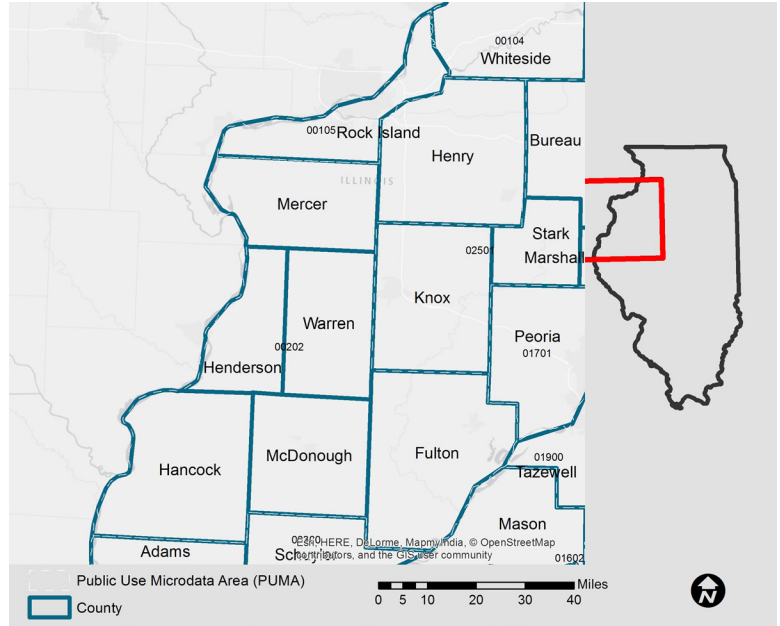 00104
Whiteside
00105 Rock Island
Bureau
Henry
ILLINOIS
Mercer
Stark
02501
Marshall
Knox
Warren
Peoria
00202
01701
Henderson
Fulton
McDonough
01900
Hancock
Tazewell
Mason
Esri, HERE, DeLorme, MapmyIndia, © OpenStreetMap
Adams
Schuyler
contributors, and the GIS user community
01602
Public Use Microdata Area (PUMA)
County
Miles
0 5 10 20 30 40
N